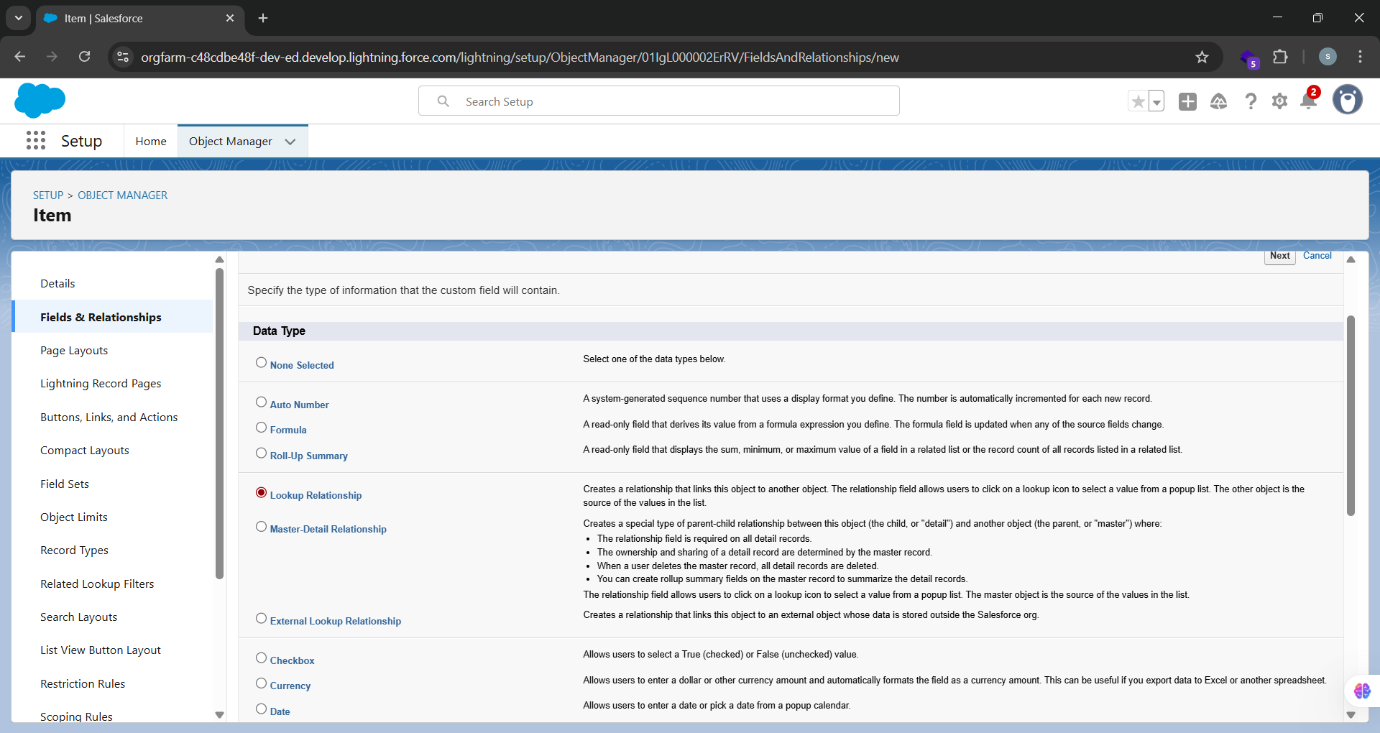 Item | Salesforce
orgfarm-c48cdbe48f-dev-ed.develop.lightning.force.com/lightning/setup/ObjectManager/01IgL000002ErRV/FieldsAndRelationships/new
5
S
Search Setup
2
Setup
Home
Object Manager
SETUP > OBJECT MANAGER
Item
Details
Fields & Relationships
Page Layouts
Lightning Record Pages
Buttons, Links, and Actions
Compact Layouts
Field Sets
Object Limits
Record Types
Related Lookup Filters
Search Layouts
List View Button Layout
Restriction Rules
Scoping Rules
Next Cancel
Specify the type of information that the custom field will contain.
Data Type
None Selected
Select one of the data types below.
Auto Number
A system-generated sequence number that uses a display format you define. The number is automatically incremented for each new record.
Formula
A read-only field that derives its value from a formula expression you define. The formula field is updated when any of the source fields change.
Roll-Up Summary
A read-only field that displays the sum, minimum, or maximum value of a field in a related list or the record count of all records listed in a related list.
Lookup Relationship
Creates a relationship that links this object to another object. The relationship field allows users to click on a lookup icon to select a value from a popup list. The other object is the
source of the values in the list.
Master-Detail Relationship
Creates a special type of parent-child relationship between this object (the child, or "detail") and another object (the parent, or "master") where:
• The relationship field is required on all detail records.
• The ownership and sharing of a detail record are determined by the master record.
• When a user deletes the master record, all detail records are deleted.
• You can create rollup summary fields on the master record to summarize the detail records.
The relationship field allows users to click on a lookup icon to select a value from a popup list. The master object is the source of the values in the list.
External Lookup Relationship
Creates a relationship that links this object to an external object whose data is stored outside the Salesforce org.
Checkbox
Allows users to select a True (checked) or False (unchecked) value.
Currency
Allows users to enter a dollar or other currency amount and automatically formats the field as a currency amount. This can be useful if you export data to Excel or another spreadsheet.
Date
Allows users to enter a date or pick a date from a popup calendar.